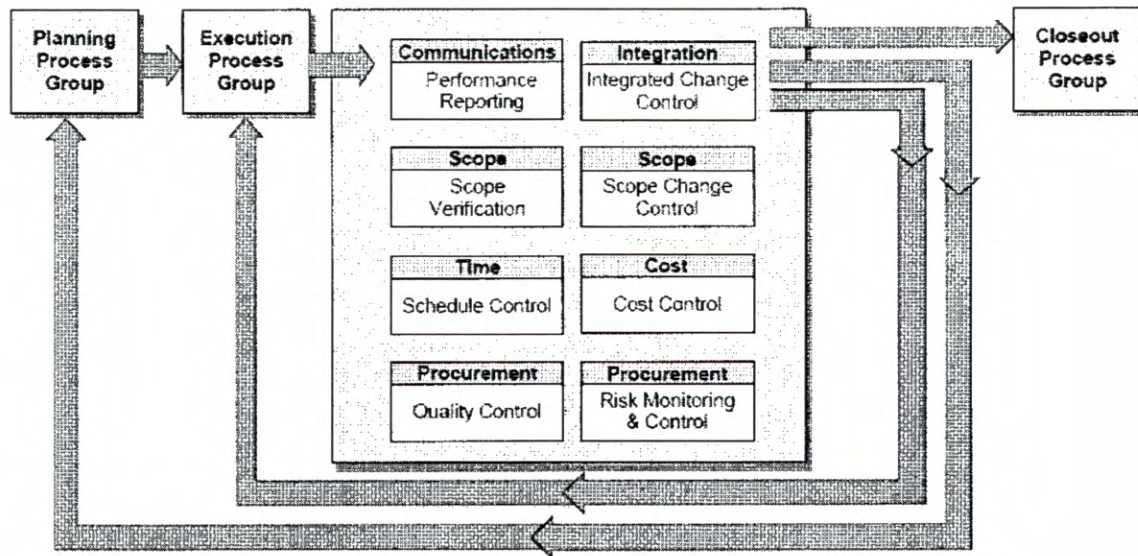 Planning
Process
Group
Execution
Process
Group
Communications
Performance
Reporting
Integration
Integrated Change
Control
Scope
Scope
Verification
Scope
Scope Change
Control
Time
Schedule Control
Cost
Cost Control
Procurement
Quality Control
Procurement
Risk Monitoring
& Control
Closeout
Process
Group